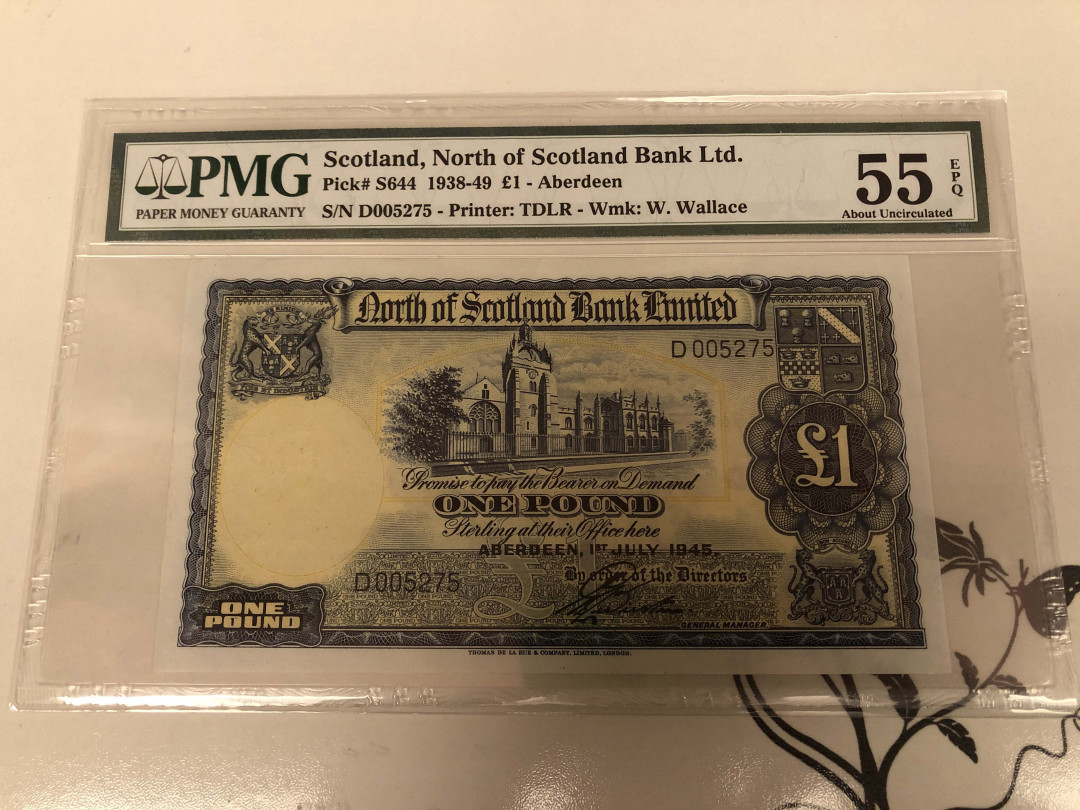 PMG
PAPER MONEY GUARANTY
Scotland, North of Scotland Bank Ltd.
Pick# S644 1938-49 £1 - Aberdeen
S/N D005275 - Printer: TDLR - Wmk: W. Wallace
55
EPQ
About Uncirculated
North of Scotland Bank Limited
D 005275
£1
Promise to pay the Bearer on Demand
ONE POUND
Sterling at their Office here
ABERDEEN, 1ST JULY 1945.
D 005275
By order of the Directors
ONE
POUND
GENERAL MANAGER
THOMAS DE LA RUE & COMPANY, LIMITED, LONDON.